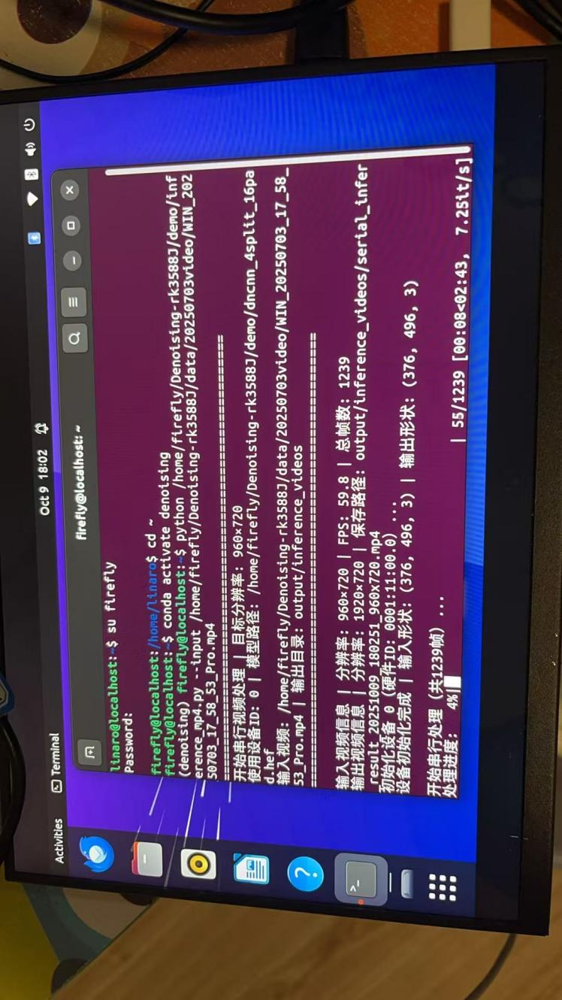 Activities
Terminal
Oct 9 18:02
firefly@localhost: ~
linaro@localhost:~$ su firefly
Password:
firefly@localhost:/home/linaro$ cd ~
firefly@localhost:~$ conda activate denoising
(denoising) firefly@localhost:~$ python /home/firefly/Denoising-rk3588J/demo/inf
erence_mp4.py --input /home/firefly/Denoising-rk3588J/data/20250703video/WIN_202
50703_17_58_53_Pro.mp4
开始串行视频处理 | 目标分辨率: 960×720
使用设备ID: 0 | 模型路径: /home/firefly/Denoising-rk3588J/demo/dncnn_4split_16pa
d.hef
输入视频: /home/firefly/Denoising-rk3588J/data/20250703video/WIN_20250703_17_58_
53_Pro.mp4 | 输出目录: output/inference_videos
输入视频信息 | 分辨率: 960×720 | FPS: 59.8 | 总帧数: 1239
输出视频信息 | 分辨率: 1920×720 | 保存路径: output/inference_videos/serial_infer
_result_20251009_180251_960x720.mp4
初始化设备 0 (硬件ID: 0001:11:00.0) ...
设备初始化完成 | 输入形状: (376, 496, 3) | 输出形状: (376, 496, 3)
开始串行处理 (共1239帧) ...
处理进度: 4%| | 55/1239 [00:08<02:43, 7.25it/s]